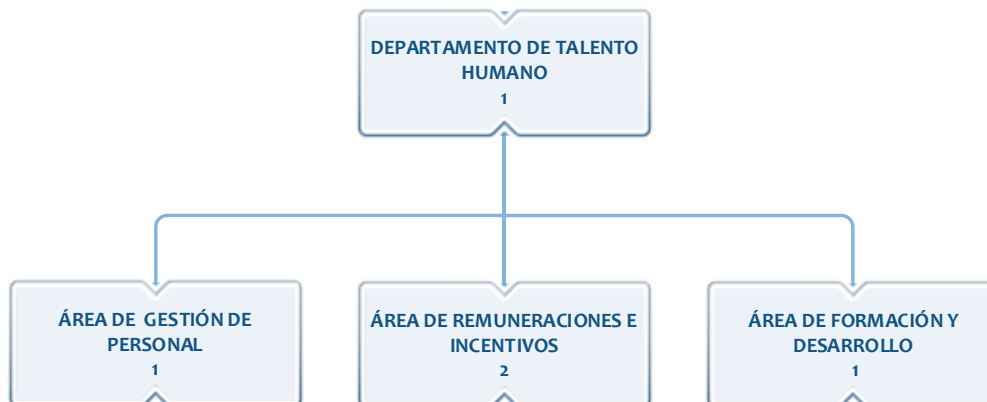 DEPARTAMENTO DE TALENTO
HUMANO
1
ÁREA DE GESTIÓN DE
PERSONAL
1
ÁREA DE REMUNERACIONES E
INCENTIVOS
2
ÁREA DE FORMACIÓN Y
DESARROLLO
1